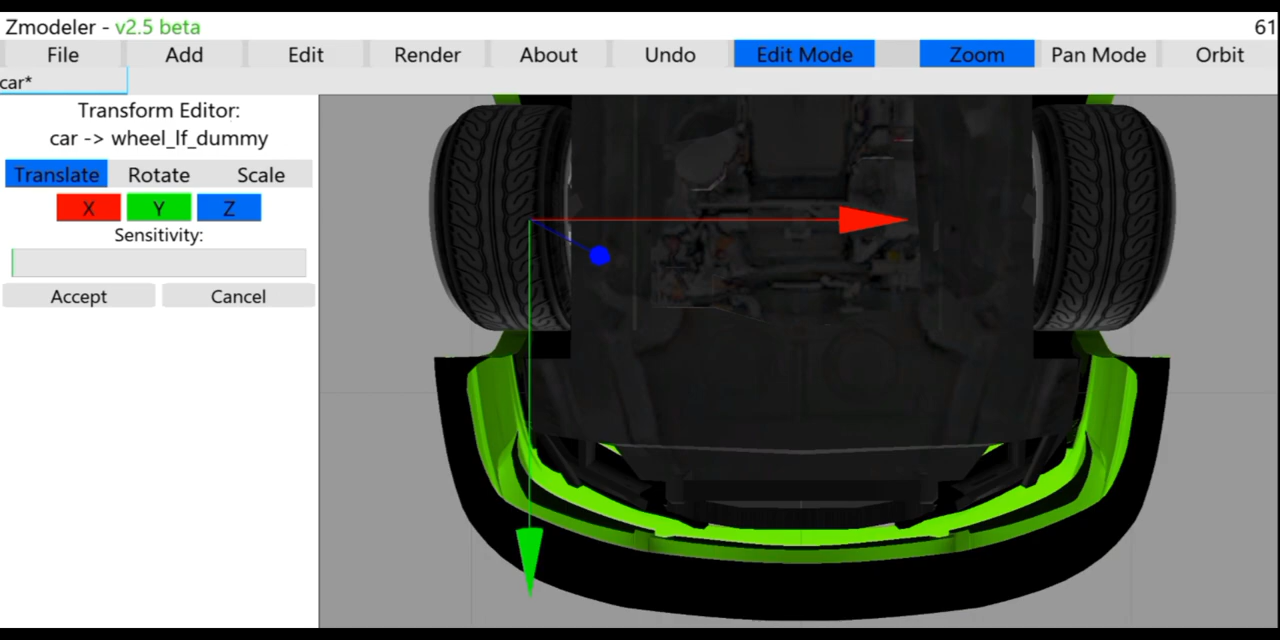 Zmodeler - v2.5 beta 61
File Add Edit Render About Undo Edit Mode Zoom Pan Mode Orbit
car*
Transform Editor:
car -> wheel_lf_dummy
Translate Rotate Scale
X Y Z
Sensitivity:
Accept Cancel